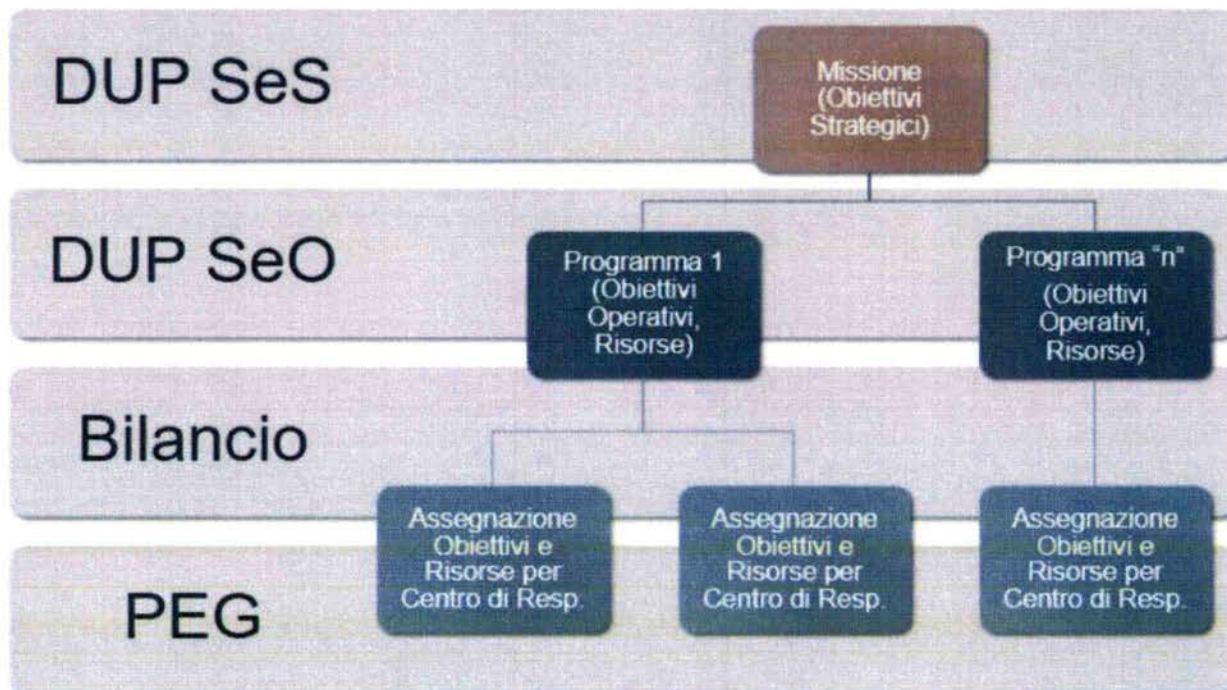 DUP SeS
Missione
(Obiettivi
Strategici)
DUP SeO
Programma 1
(Obiettivi
Operativi,
Risorse)
Programma "n"
(Obiettivi
Operativi,
Risorse)
Bilancio
Assegnazione
Obiettivi e
Risorse per
Centro di Resp.
Assegnazione
Obiettivi e
Risorse per
Centro di Resp.
Assegnazione
Obiettivi e
Risorse per
Centro di Resp.
PEG